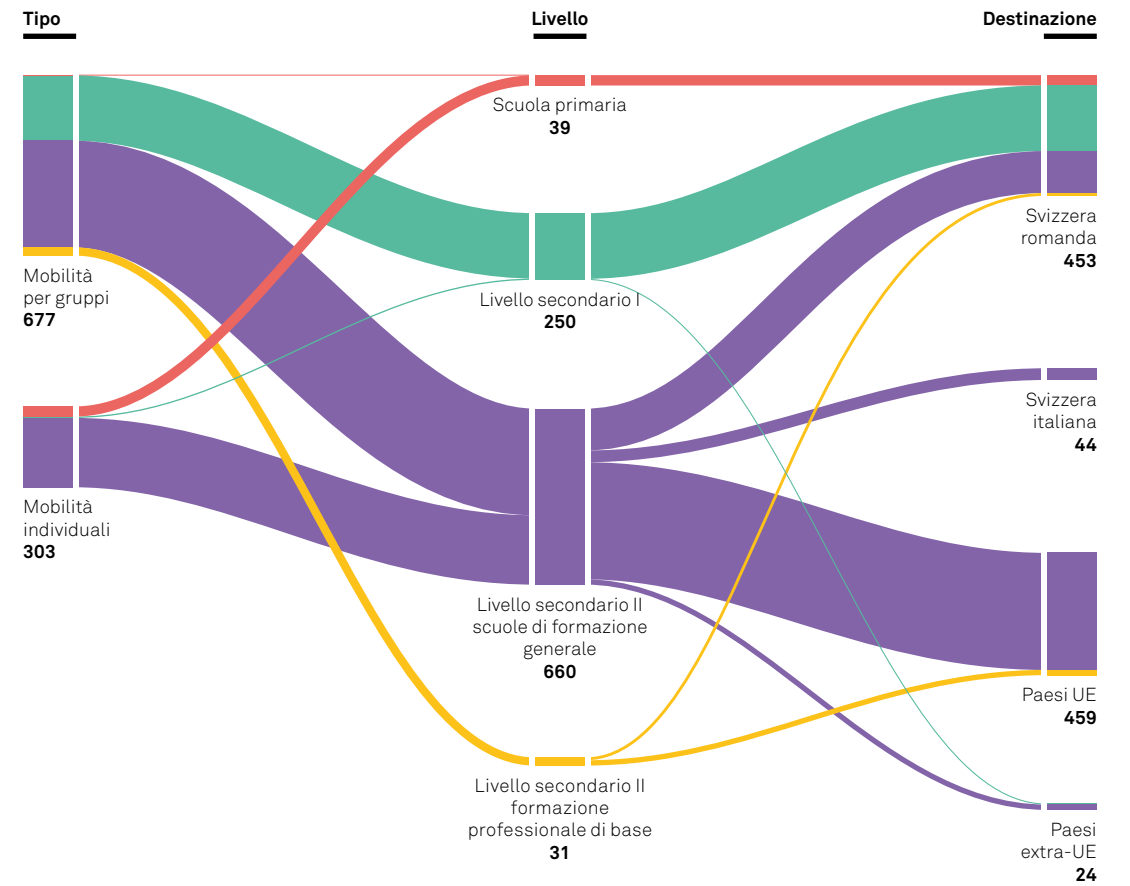 Tipo
Livello
Destinazione
Scuola primaria
39
Svizzera
romanda
453
Mobilità
per gruppi
677
Livello secondario I
250
Svizzera
italiana
44
Mobilità
individuali
303
Livello secondario II
scuole di formazione
generale
660
Paesi UE
459
Livello secondario II
formazione
professionale di base
31
Paesi
extra-UE
24